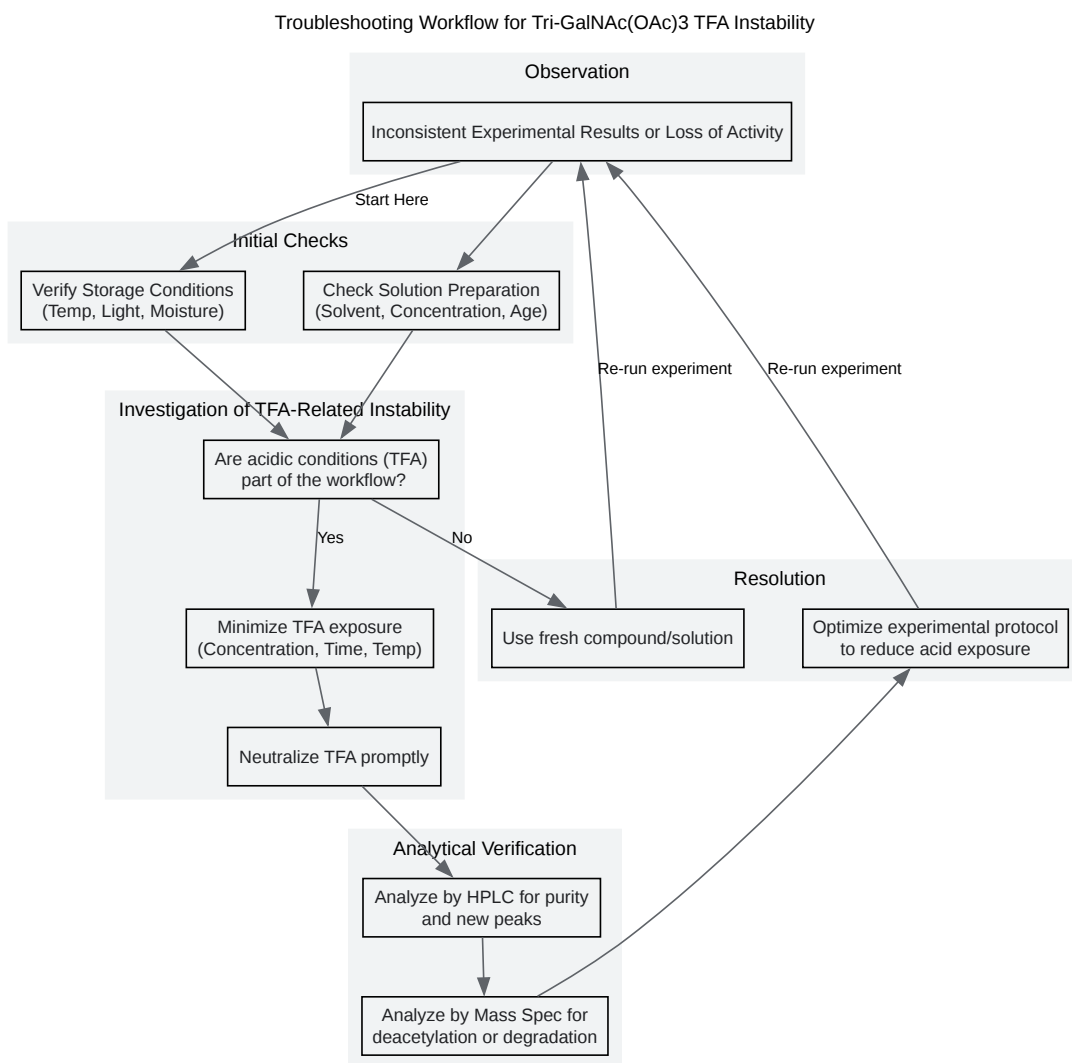 Troubleshooting Workflow for Tri-GalNAc(OAc)3 TFA Instability
Observation
Inconsistent Experimental Results or Loss of Activity
Start Here
Initial Checks
Verify Storage Conditions
(Temp, Light, Moisture)
Check Solution Preparation
(Solvent, Concentration, Age)
Re-run experiment
Re-run experiment
Investigation of TFA-Related Instability
Are acidic conditions (TFA)
part of the workflow?
Yes
No
Resolution
Minimize TFA exposure
(Concentration, Time, Temp)
Use fresh compound/solution
Optimize experimental protocol
to reduce acid exposure
Neutralize TFA promptly
Analytical Verification
Analyze by HPLC for purity
and new peaks
Analyze by Mass Spec for
deacetylation or degradation